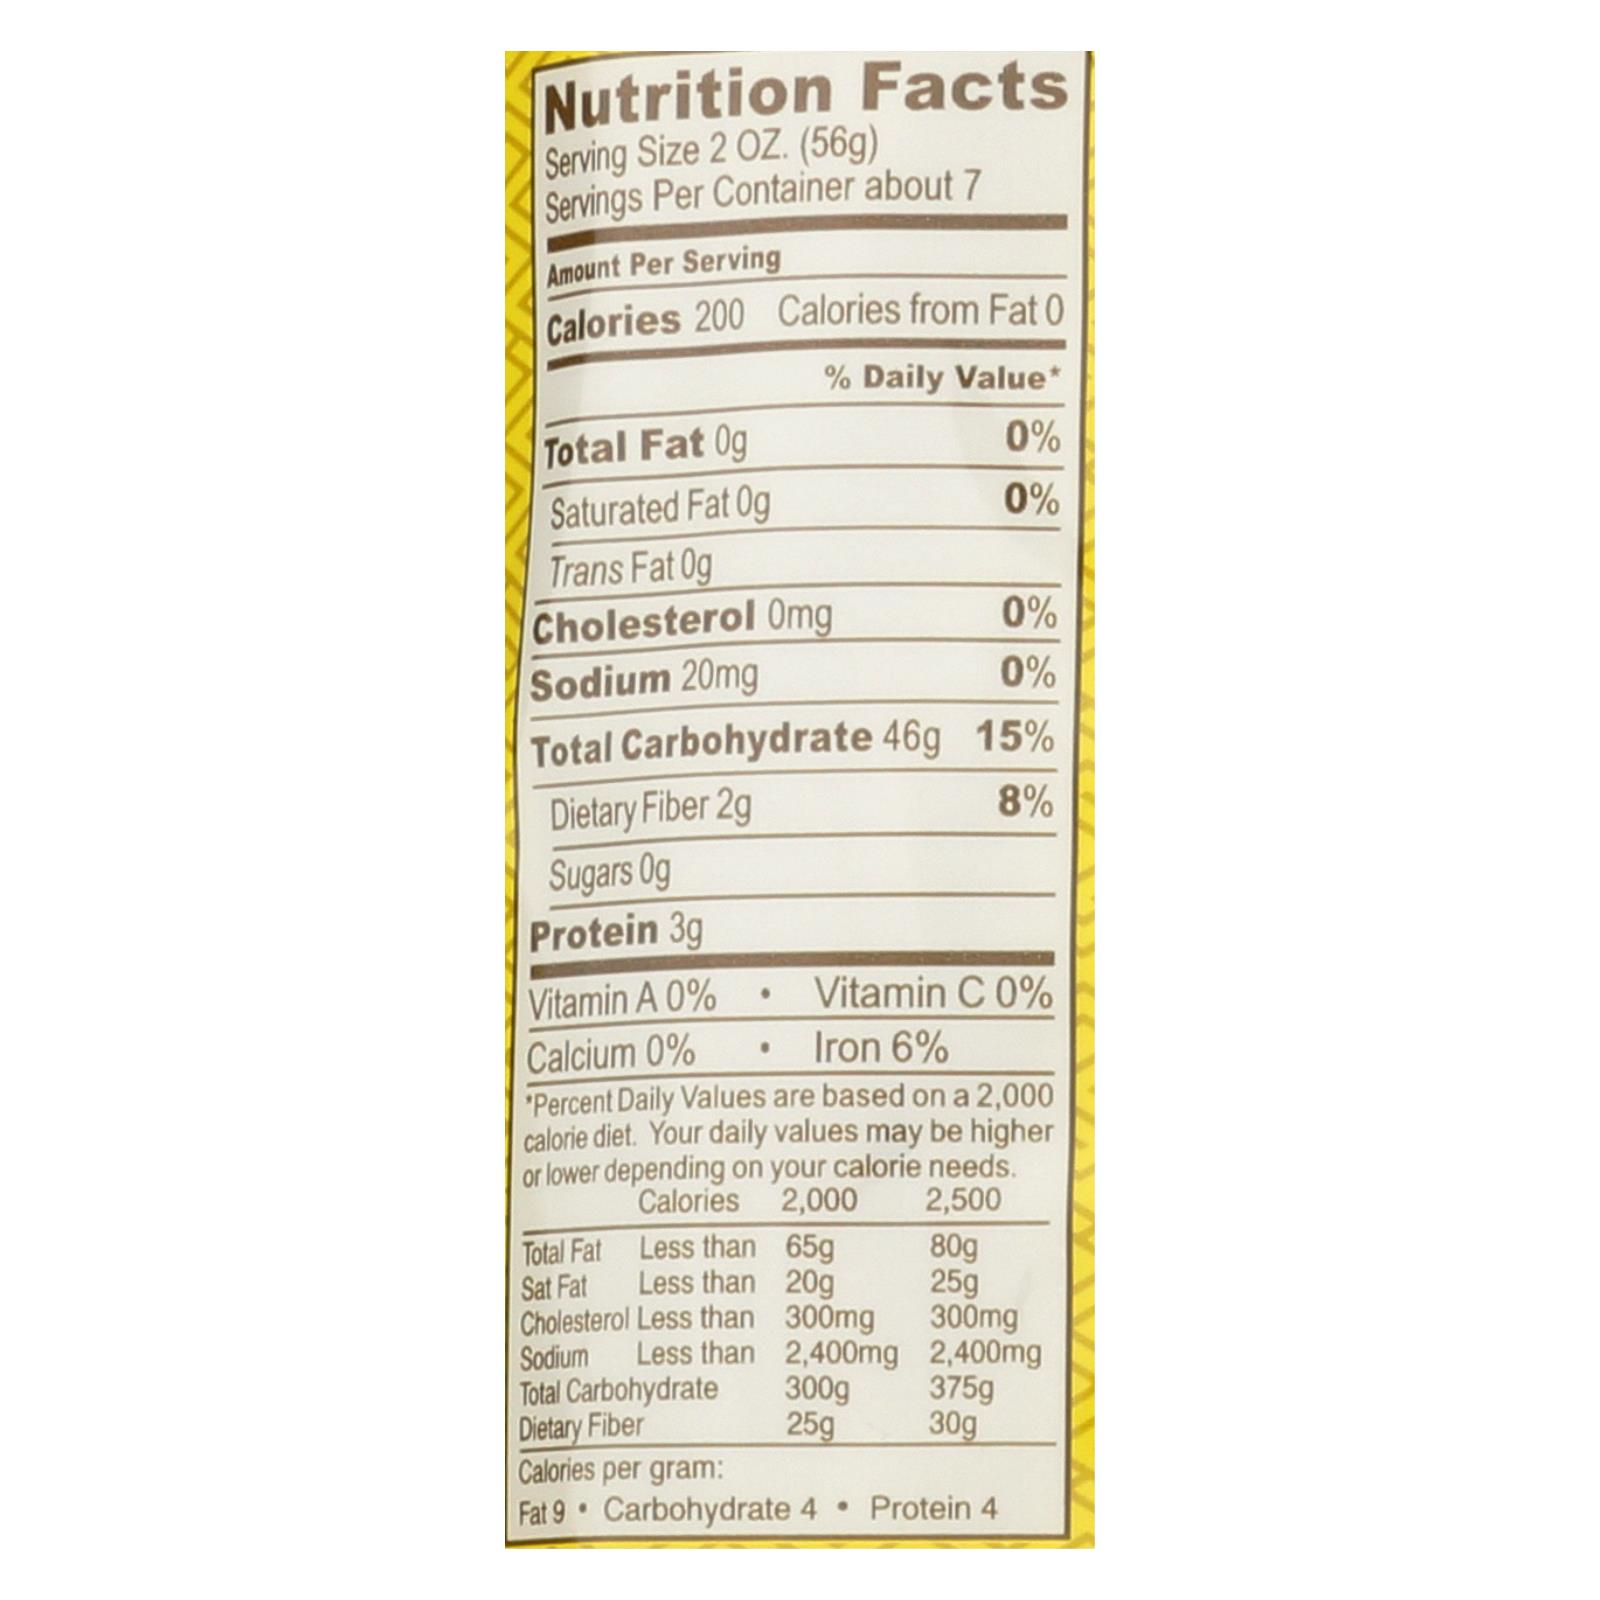 Nutrition Facts
Serving Size 2 OZ. (56g)
Servings Per Container about 7
Amount Per Serving
Calories 200 Calories from Fat 0
% Daily Value*
Total Fat 0g 0%
Saturated Fat 0g 0%
Trans Fat 0g
Cholesterol 0mg 0%
Sodium 20mg 0%
Total Carbohydrate 46g 15%
Dietary Fiber 2g 8%
Sugars 0g
Protein 3g
Vitamin A 0% • Vitamin C 0%
Calcium 0% • Iron 6%
*Percent Daily Values are based on a 2,000
calorie diet. Your daily values may be higher
or lower depending on your calorie needs.
Calories 2,000 2,500
Total Fat Less than 65g 80g
Sat Fat Less than 20g 25g
Cholesterol Less than 300mg 300mg
Sodium Less than 2,400mg 2,400mg
Total Carbohydrate 300g 375g
Dietary Fiber 25g 30g
Calories per gram:
Fat 9 • Carbohydrate 4 • Protein 4